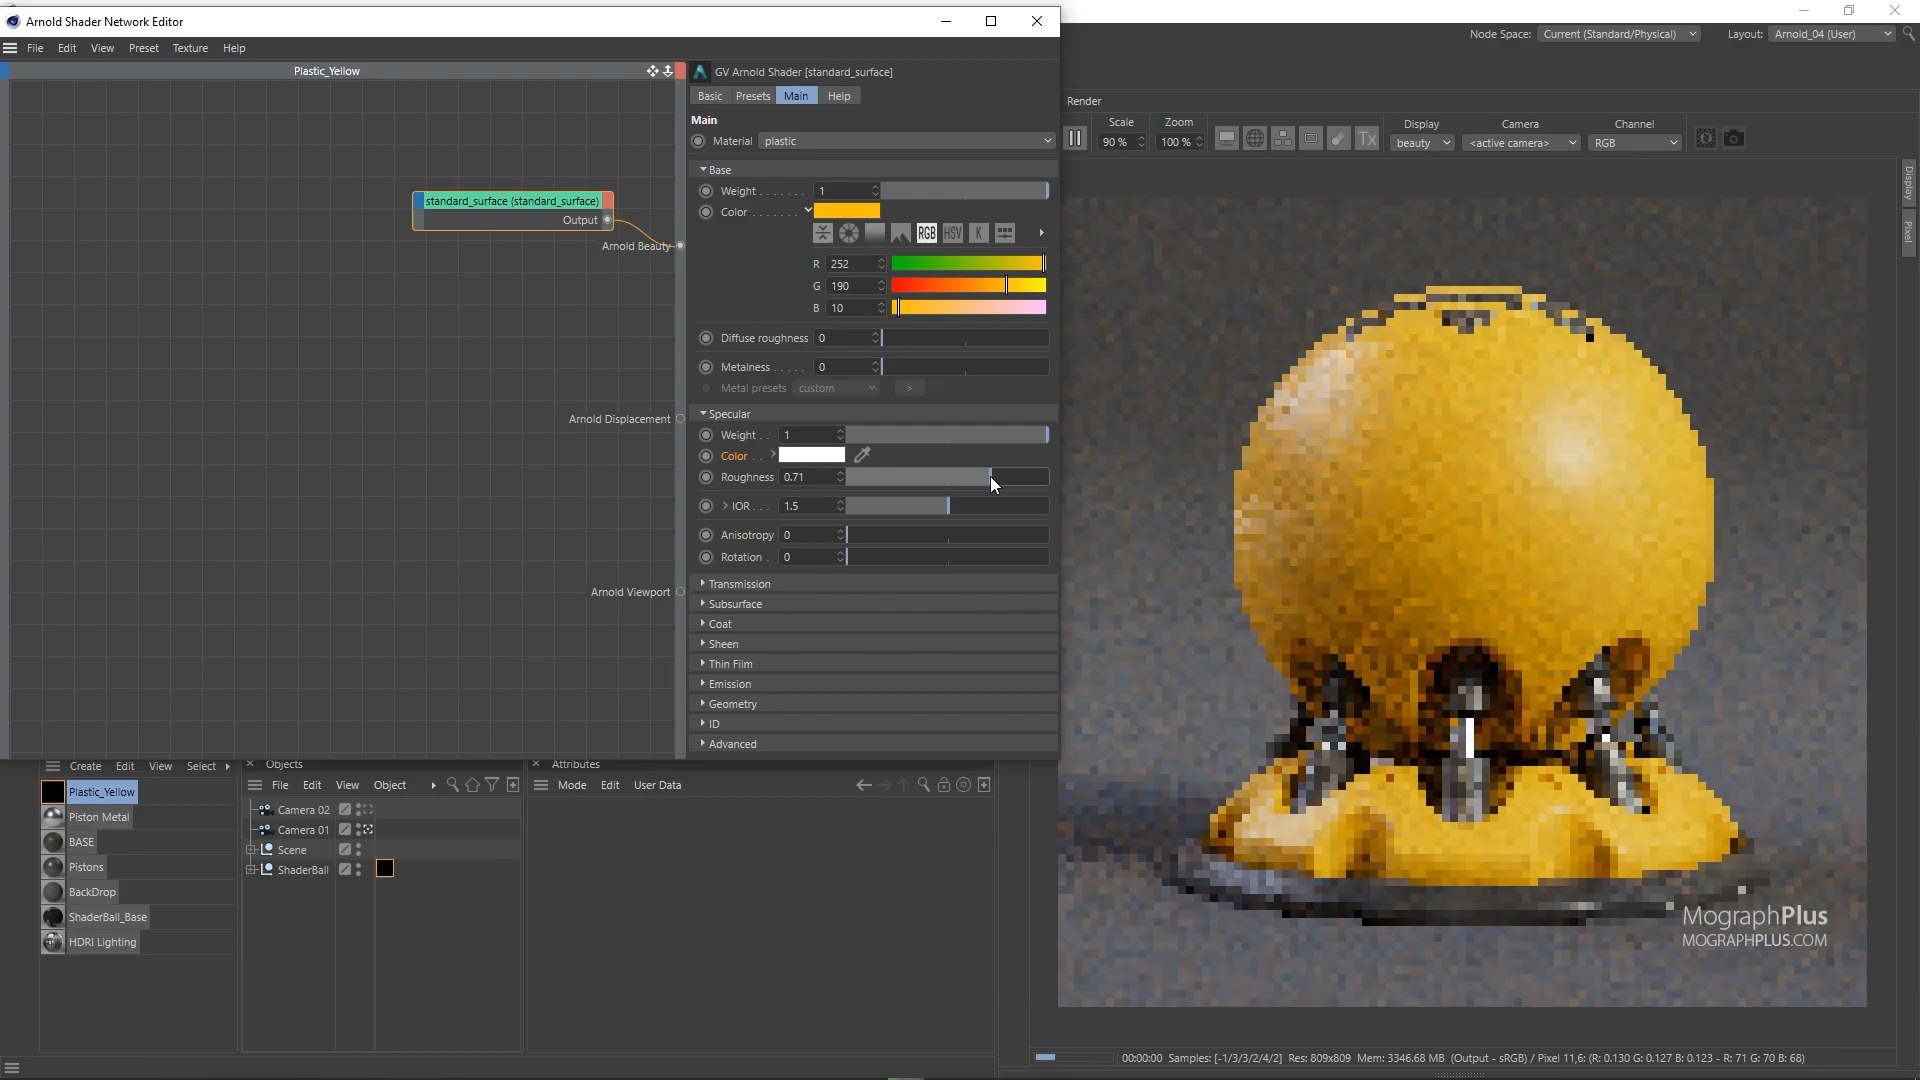 Arnold Shader Network Editor
File Edit View Preset Texture Help
Plastic_Yellow
standard_surface (standard_surface)
Output
Arnold Beauty
Arnold Displacement
Arnold Viewport
GV Arnold Shader [standard_surface]
Basic Presets Main Help
Main
Material plastic
Base
Weight . . . . . . . 1
Color . . . . . . .
RGB HSV K
R 252
G 190
B 10
Diffuse roughness 0
Metalness . . . . . 0
Metal presets custom >
Specular
Weight . . 1
Color . .
Roughness 0.71
> IOR . . . 1.5
Anisotropy 0
Rotation . 0
Transmission
Subsurface
Coat
Sheen
Thin Film
Emission
Geometry
ID
Advanced
Node Space: Current (Standard/Physical) Layout: Arnold_04 (User)
Render
Scale Zoom Display Camera Channel
90 % 100 % Tx beauty <active camera> RGB
Display
Pixel
MographPlus
MOGRAPHPLUS.COM
00:00:00 Samples: [-1/3/3/2/4/2] Res: 809x809 Mem: 3346.68 MB (Output - sRGB) / Pixel 11,6: (R: 0.130 G: 0.127 B: 0.123 - R: 71 G: 70 B: 68)
Create Edit View Select
Plastic_Yellow
Piston Metal
BASE
Pistons
BackDrop
ShaderBall_Base
HDRI Lighting
Objects
File Edit View Object
Camera 02
Camera 01
Scene
ShaderBall
Attributes
Mode Edit User Data